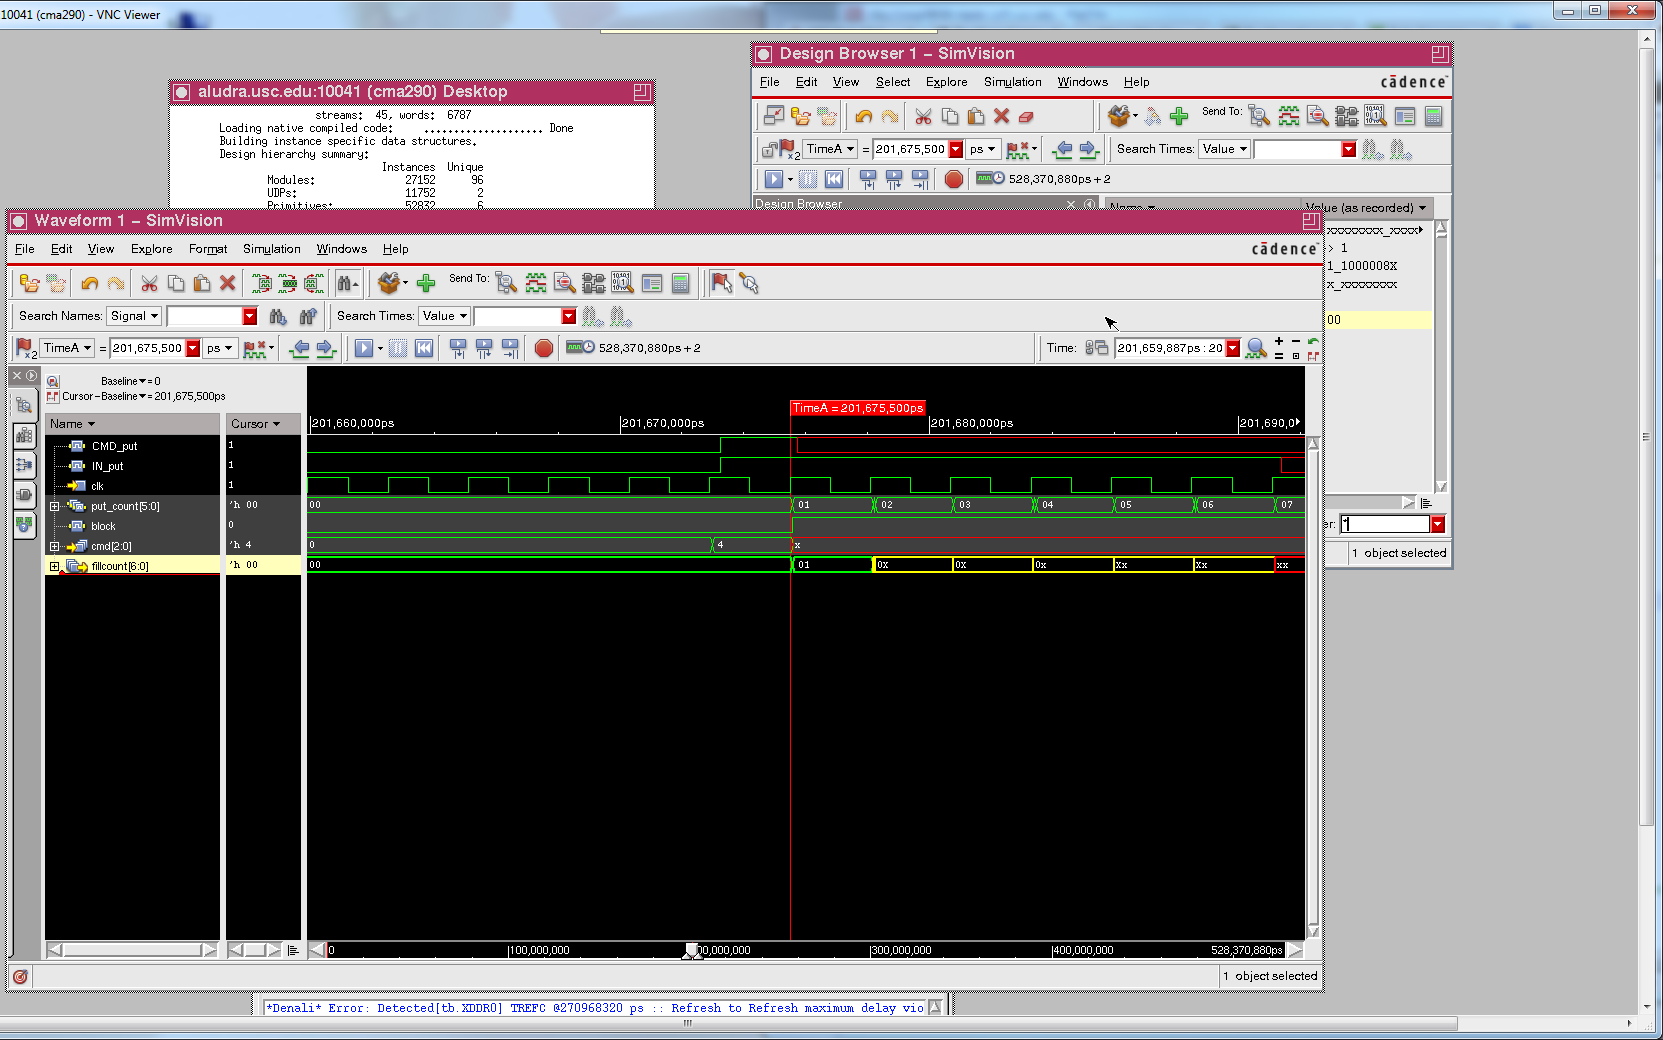 10041 (cma290) - VNC Viewer
Design Browser 1 – SimVision
File Edit View Select Explore Simulation Windows Help
cādence
Send To:
TimeA = 201,675,500 ps
Search Times: Value
528,370,880ps + 2
Design Browser
Name Value (as recorded)
xxxxxxxx_xxxx
> 1
1_1000008X
x_xxxxxxxx
00
er: *
1 object selected
aludra.usc.edu:10041 (cma290) Desktop
streams: 45, words: 6787
Loading native compiled code: .................... Done
Building instance specific data structures.
Design hierarchy summary:
Instances Unique
Modules: 27152 96
UDPs: 11752 2
Primitives: 52832 6
Waveform 1 – SimVision
File Edit View Explore Format Simulation Windows Help
cādence
Send To:
Search Names: Signal
Search Times: Value
TimeA = 201,675,500 ps
528,370,880ps + 2
Time: 201,659,887ps : 20
Baseline = 0
Cursor-Baseline = 201,675,500ps
Name Cursor
TimeA = 201,675,500ps
201,660,000ps 201,670,000ps 201,680,000ps 201,690,0
CMD_put 1
IN_put 1
clk 1
put_count[5:0] 'h 00 00 01 02 03 04 05 06 07
block 0
cmd[2:0] 'h 4 0 4 x
fillcount[6:0] 'h 00 00 01 0x 0x 0x Xx Xx xx
0 100,000,000 00,000,000 300,000,000 400,000,000 528,370,880ps
1 object selected
*Denali* Error: Detected[tb.XDDR0] TREFC @270968320 ps :: Refresh to Refresh maximum delay vio